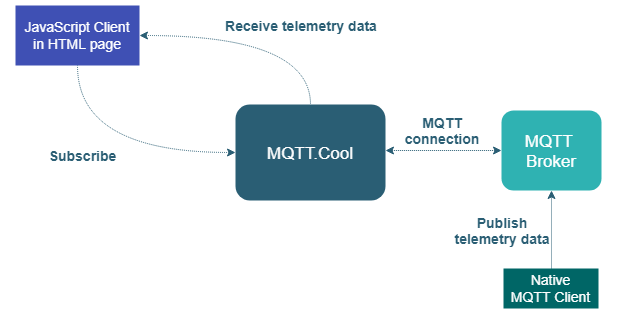 JavaScript Client
in HTML page
Receive telemetry data
Subscribe
MQTT.Cool
MQTT
connection
MQTT
Broker
Publish
telemetry data
Native
MQTT Client